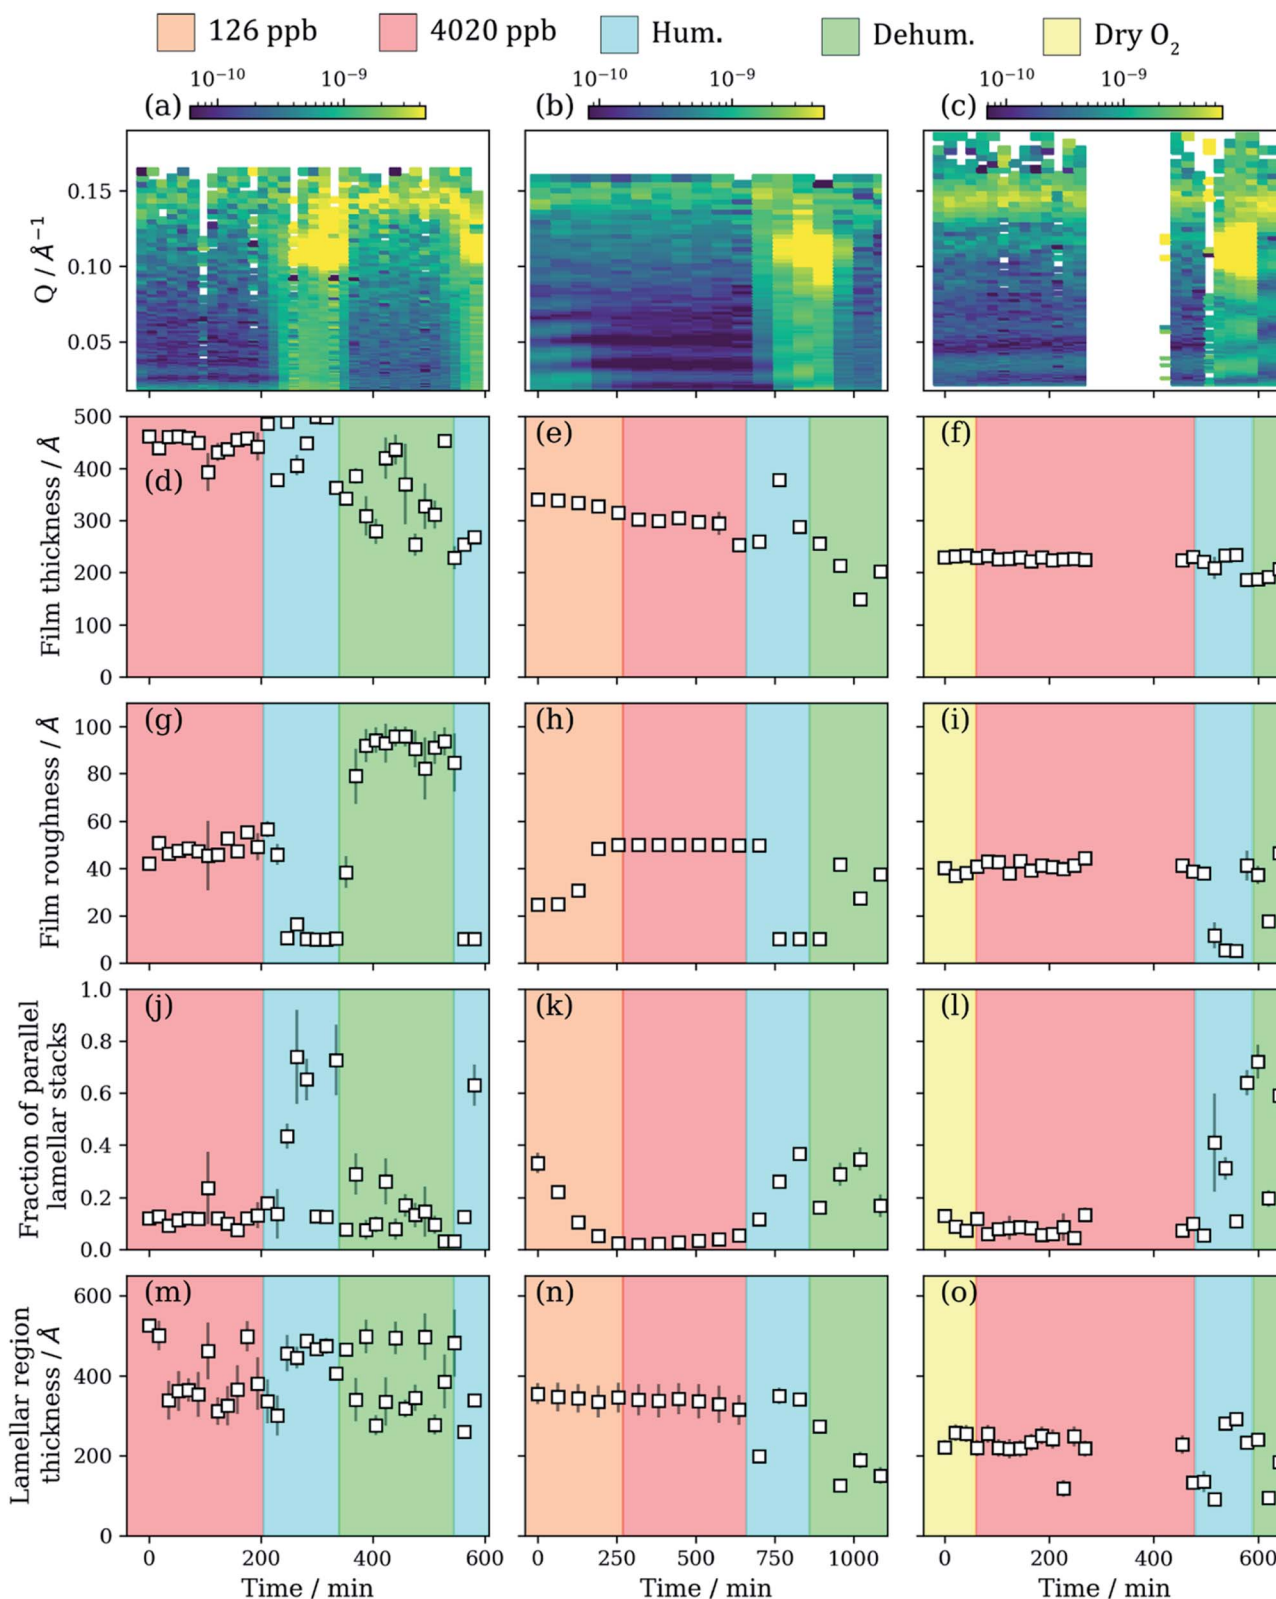 126 ppb 4020 ppb Hum. Dehum. Dry O₂
10⁻¹⁰ 10⁻⁹ 10⁻¹⁰ 10⁻⁹ 10⁻¹⁰ 10⁻⁹
(a) (b) (c)
Q / Å⁻¹
0.15
0.10
0.05
Film thickness / Å
500
400
300
200
100
0
(d) (e) (f)
Film roughness / Å
100
80
60
40
20
0
(g) (h) (i)
Fraction of parallel
lamellar stacks
1.0
0.8
0.6
0.4
0.2
0.0
(j) (k) (l)
Lamellar region
thickness / Å
600
400
200
0
(m) (n) (o)
0 200 400 600 0 250 500 750 1000 0 200 400 600
Time / min Time / min Time / min